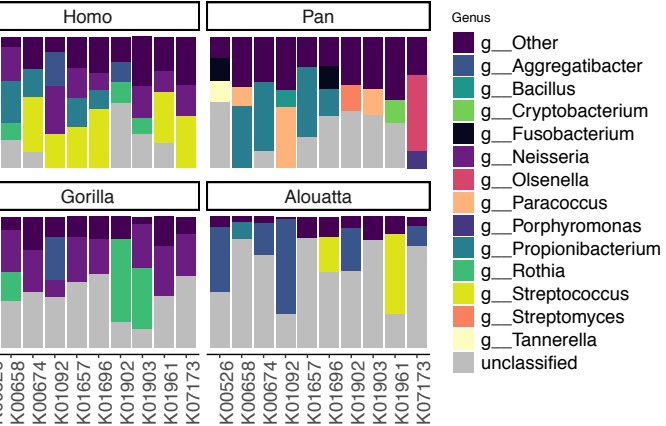 Homo
Pan
Genus
g__Other
g__Aggregatibacter
g__Bacillus
g__Cryptobacterium
g__Fusobacterium
g__Neisseria
g__Olsenella
g__Paracoccus
g__Porphyromonas
g__Propionibacterium
g__Rothia
g__Streptococcus
g__Streptomyces
g__Tannerella
unclassified
Gorilla
Alouatta
K00658
K00674
K01092
K01657
K01696
K01902
K01903
K01961
K07173
K00526
K00658
K00674
K01092
K01657
K01696
K01902
K01903
K01961
K07173